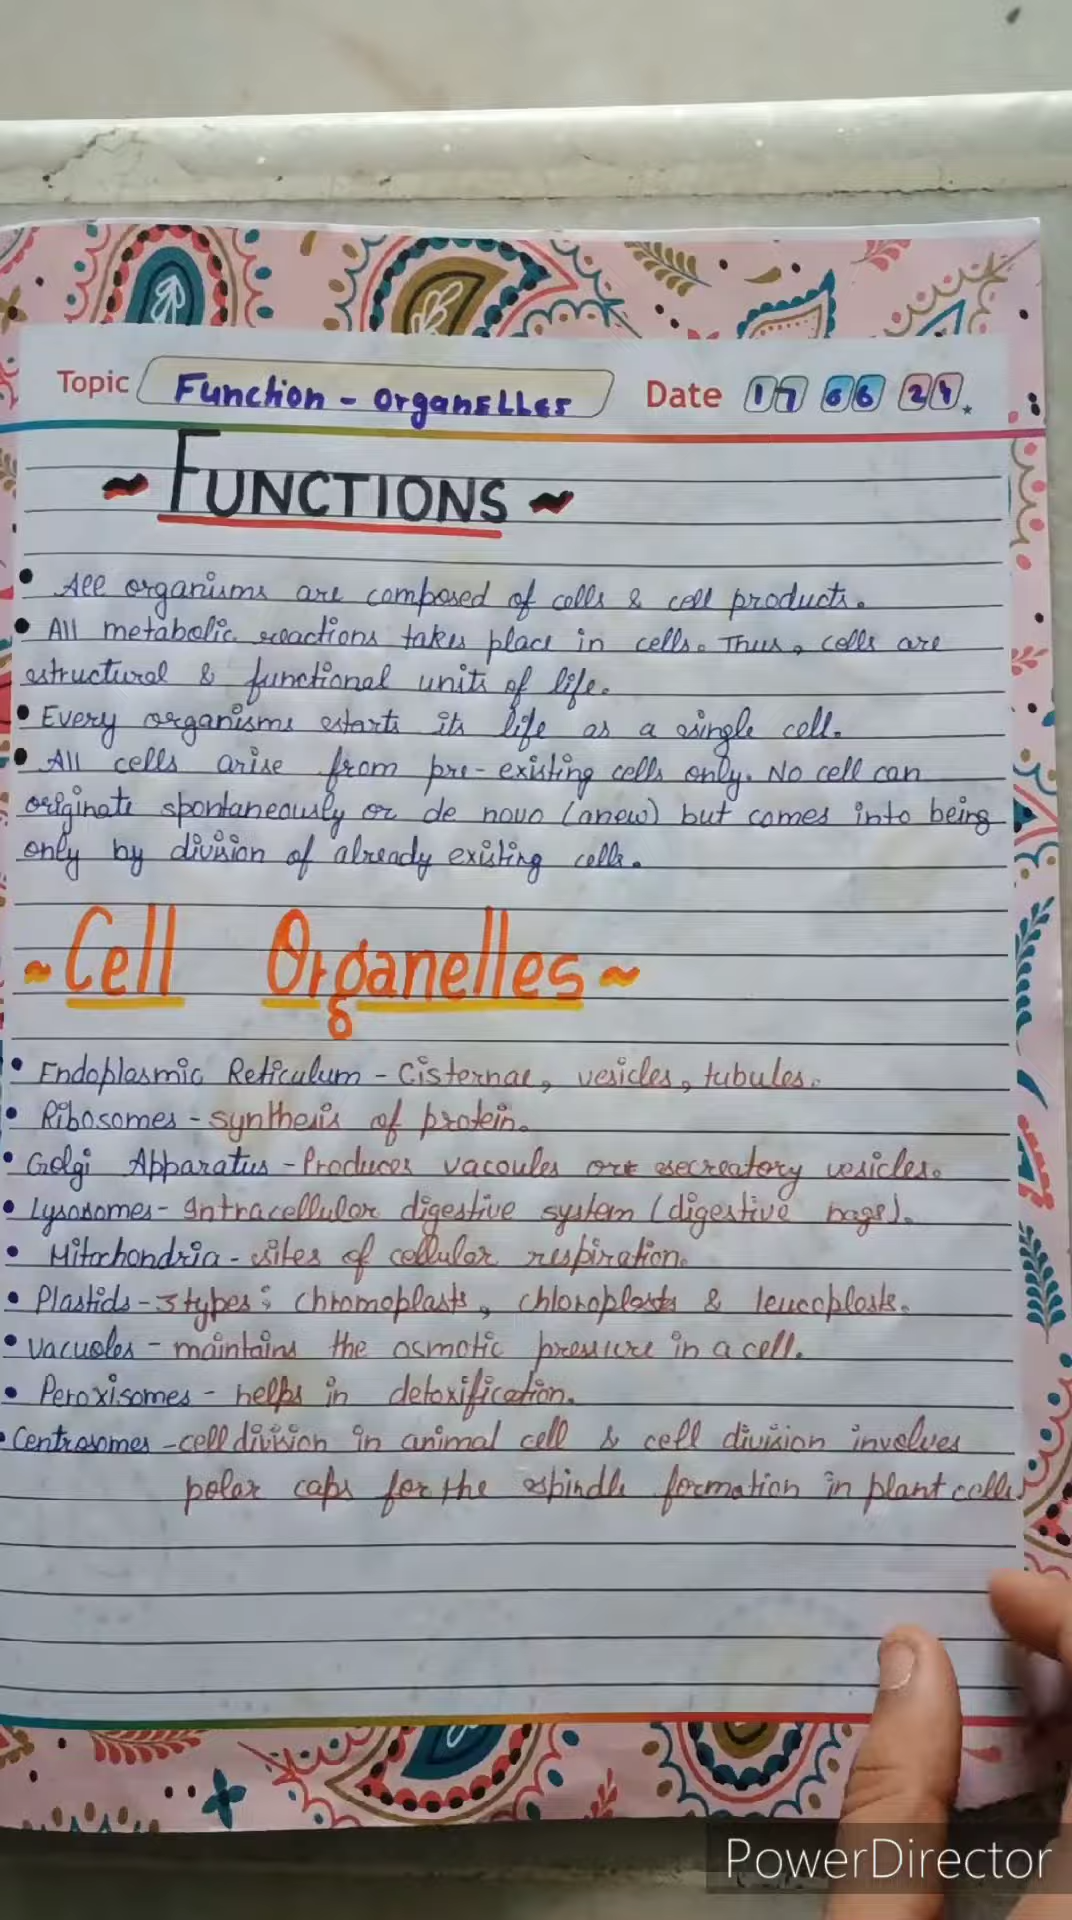 Topic Function - Organelles Date 17 06 24
~ FUNCTIONS ~
• All organisms are composed of cells & cell products.
• All metabolic reactions takes place in cells. Thus, cells are
structural & functional units of life.
• Every organisms starts its life as a single cell.
• All cells arise from pre-existing cells only. No cell can
originate spontaneously or de novo (anew) but comes into being
only by division of already existing cells.
~ Cell Organelles ~
• Endoplasmic Reticulum - Cisternae, vesicles, tubules.
• Ribosomes - synthesis of protein.
• Golgi Apparatus - Produces vacoules or secreatory vesicles.
• Lysosomes - Intracellular digestive system (digestive bags).
• Mitochondria - sites of cellular respiration.
• Plastids - 3 types : chromoplasts, chloroplasts & leucoplasts.
• Vacuoles - maintains the osmotic pressure in a cell.
• Peroxisomes - helps in detoxification.
• Centrosomes - cell division in animal cell & cell division involves
polar caps for the spindle formation in plant cells.
PowerDirector